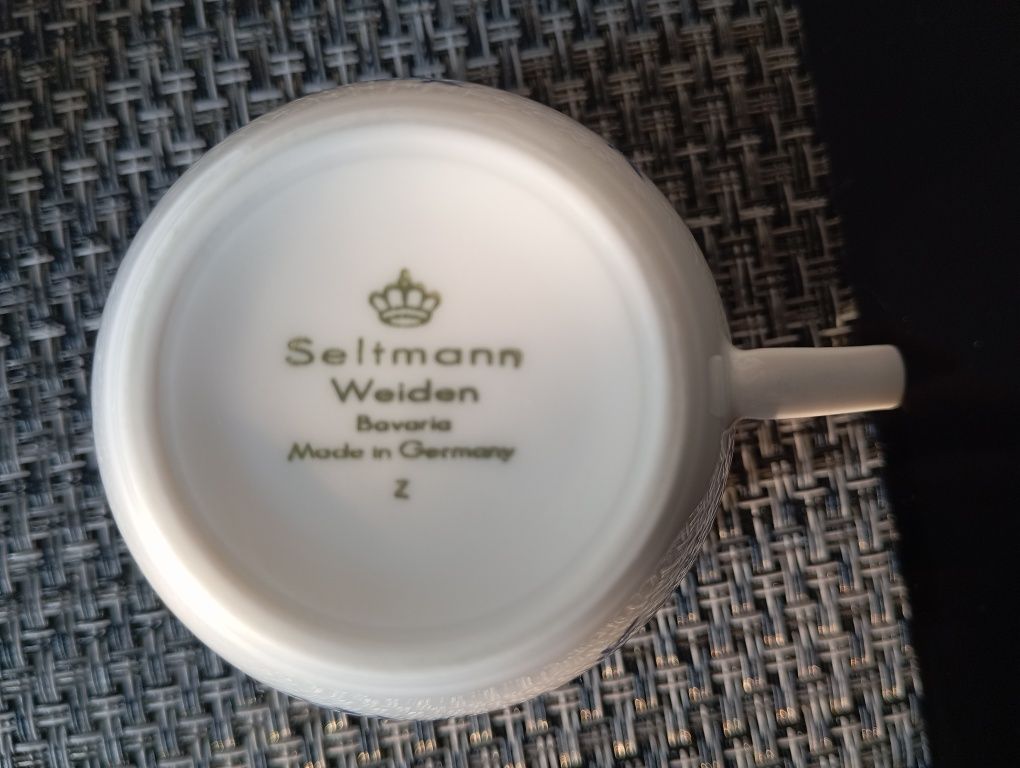 Seltmann
Weiden
Bavaria
Made in Germany
Z